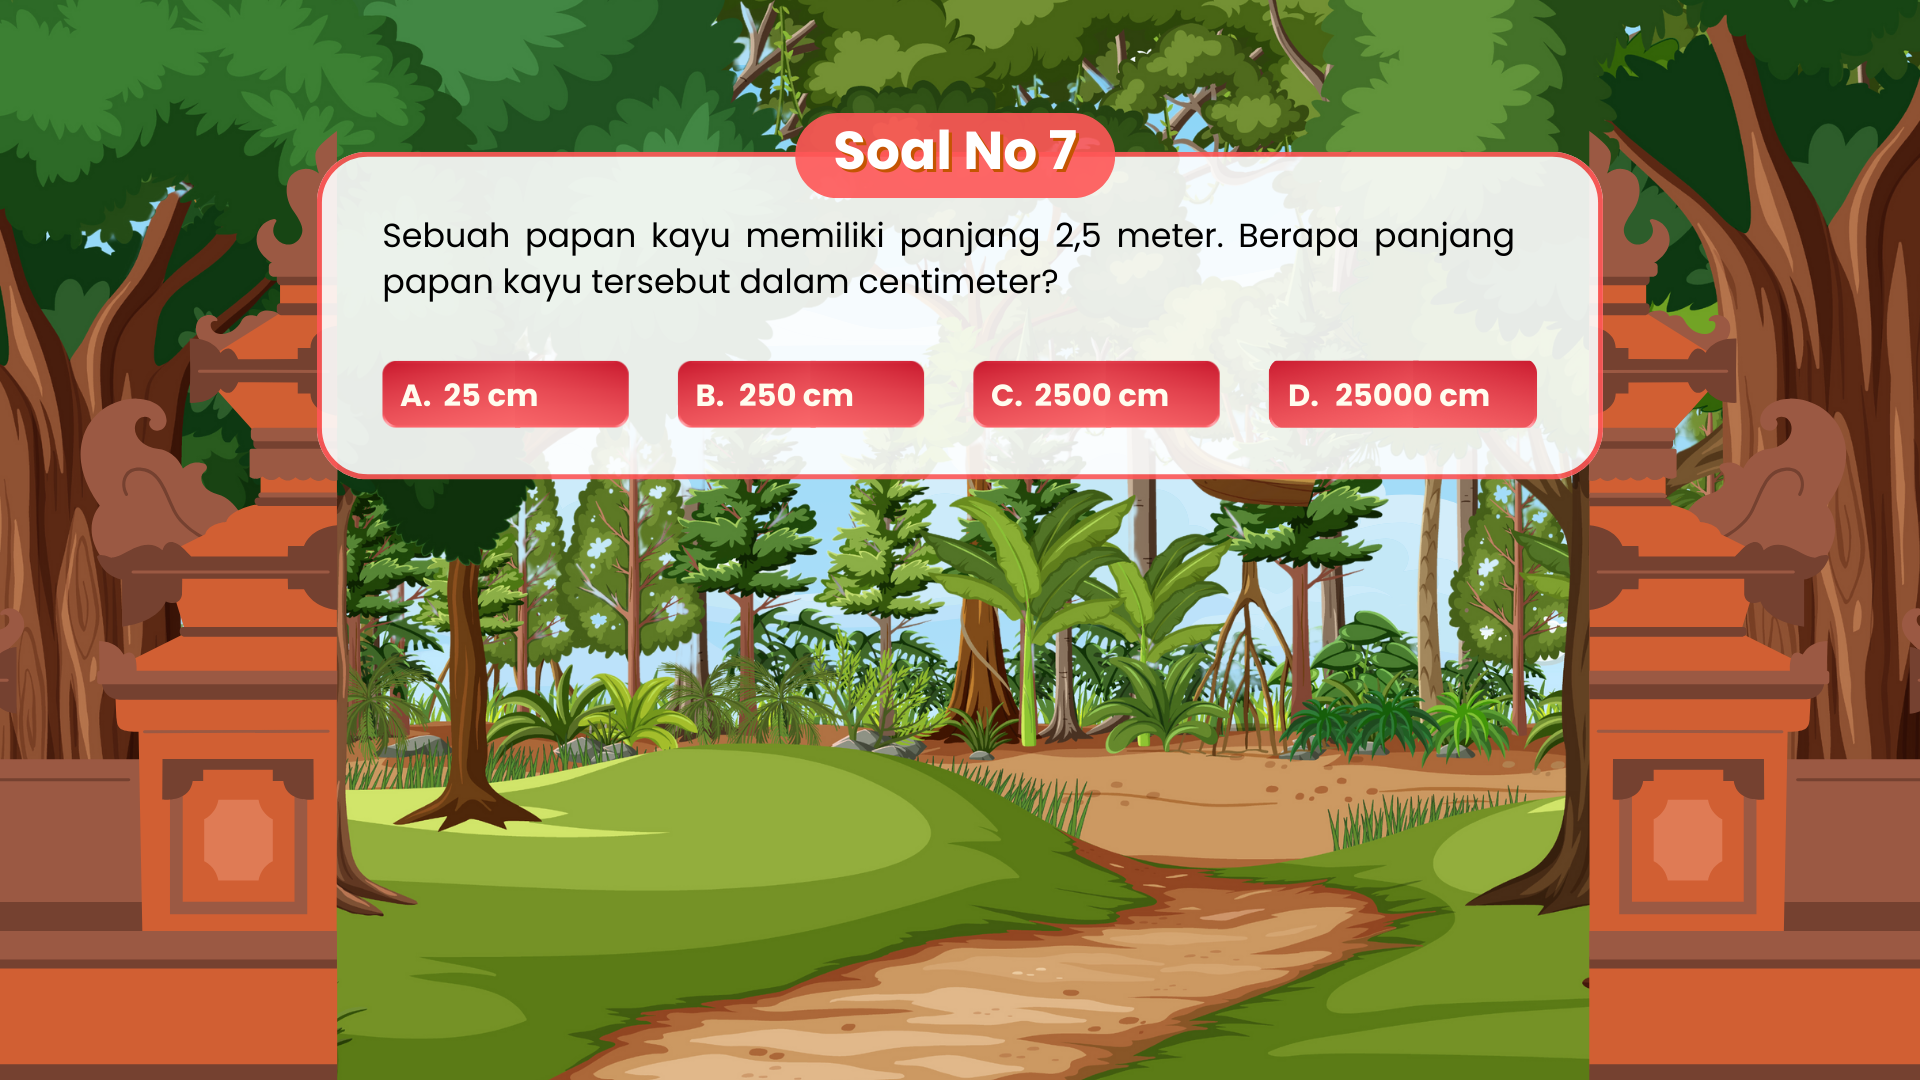 Soal No 7
Sebuah papan kayu memiliki panjang 2,5 meter. Berapa panjang
papan kayu tersebut dalam centimeter?
A. 25 cm
B. 250 cm
C. 2500 cm
D. 25000 cm